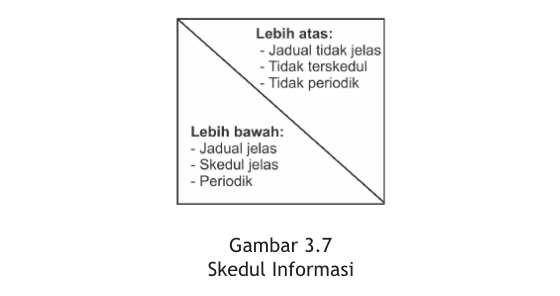 Lebih atas:
- Jadual tidak jelas
- Tidak terskedul
- Tidak periodik
Lebih bawah:
- Jadual jelas
- Skedul jelas
- Periodik
Gambar 3.7
Skedul Informasi